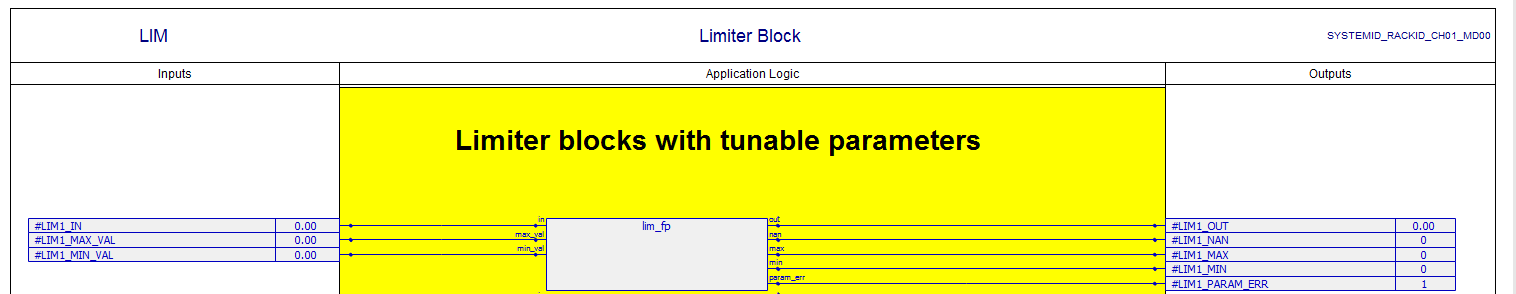 LIM Limiter Block SYSTEMID_RACKID_CH01_MD00
Inputs Application Logic Outputs
Limiter blocks with tunable parameters
#LIM1_IN 0.00 in lim_fp out #LIM1_OUT 0.00
#LIM1_MAX_VAL 0.00 max_val nan #LIM1_NAN 0
#LIM1_MIN_VAL 0.00 min_val max #LIM1_MAX 0
min #LIM1_MIN 0
param_err #LIM1_PARAM_ERR 1